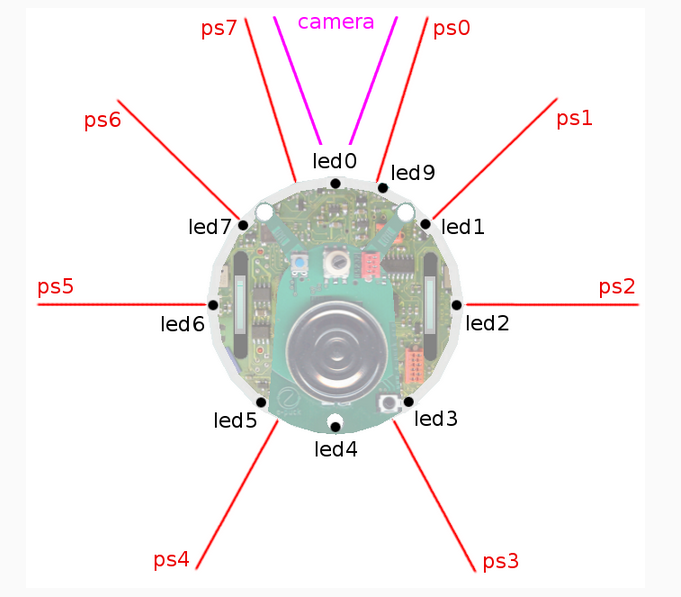 ps7
camera
ps0
ps6
ps1
led0
led9
led7
led1
ps5
ps2
led6
led2
led5
led3
led4
ps4
ps3